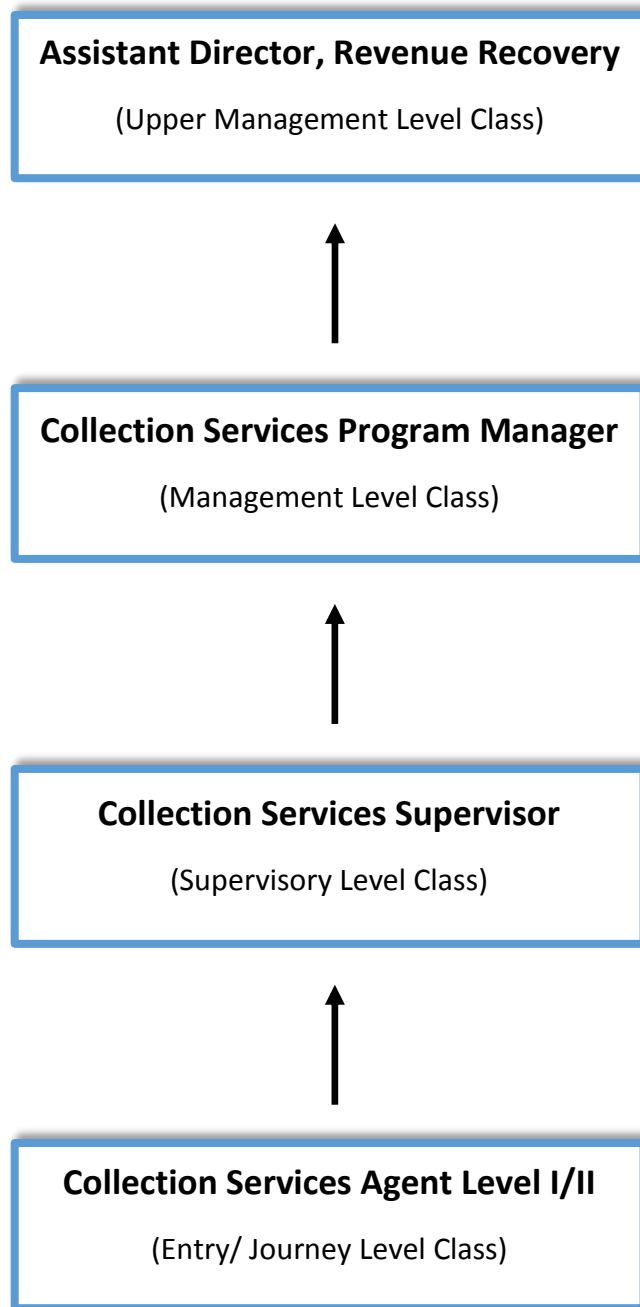 Assistant Director, Revenue Recovery
(Upper Management Level Class)
Collection Services Program Manager
(Management Level Class)
Collection Services Supervisor
(Supervisory Level Class)
Collection Services Agent Level I/II
(Entry/ Journey Level Class)